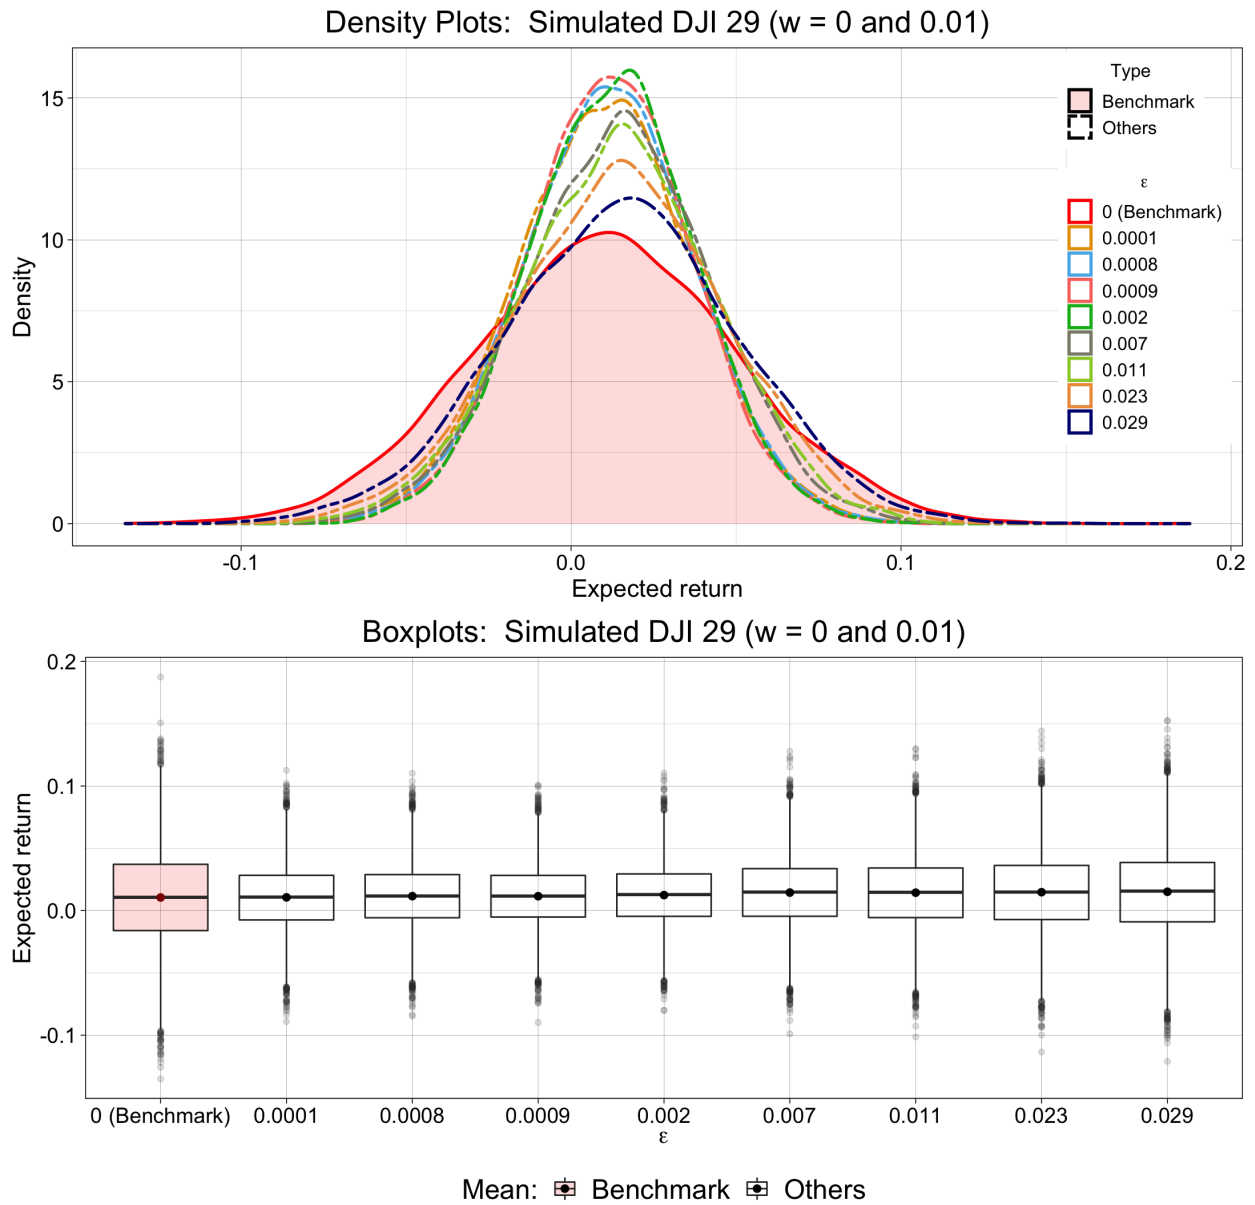 Density Plots:  Simulated DJI 29 (w = 0 and 0.01)
Density
15
10
5
0
-0.1
0.0
0.1
0.2
Expected return
Type
Benchmark
Others
ε
0 (Benchmark)
0.0001
0.0008
0.0009
0.002
0.007
0.011
0.023
0.029
Boxplots:  Simulated DJI 29 (w = 0 and 0.01)
Expected return
0.2
0.1
0.0
-0.1
0 (Benchmark) 0.0001 0.0008 0.0009 0.002 0.007 0.011 0.023 0.029
ε
Mean: Benchmark Others